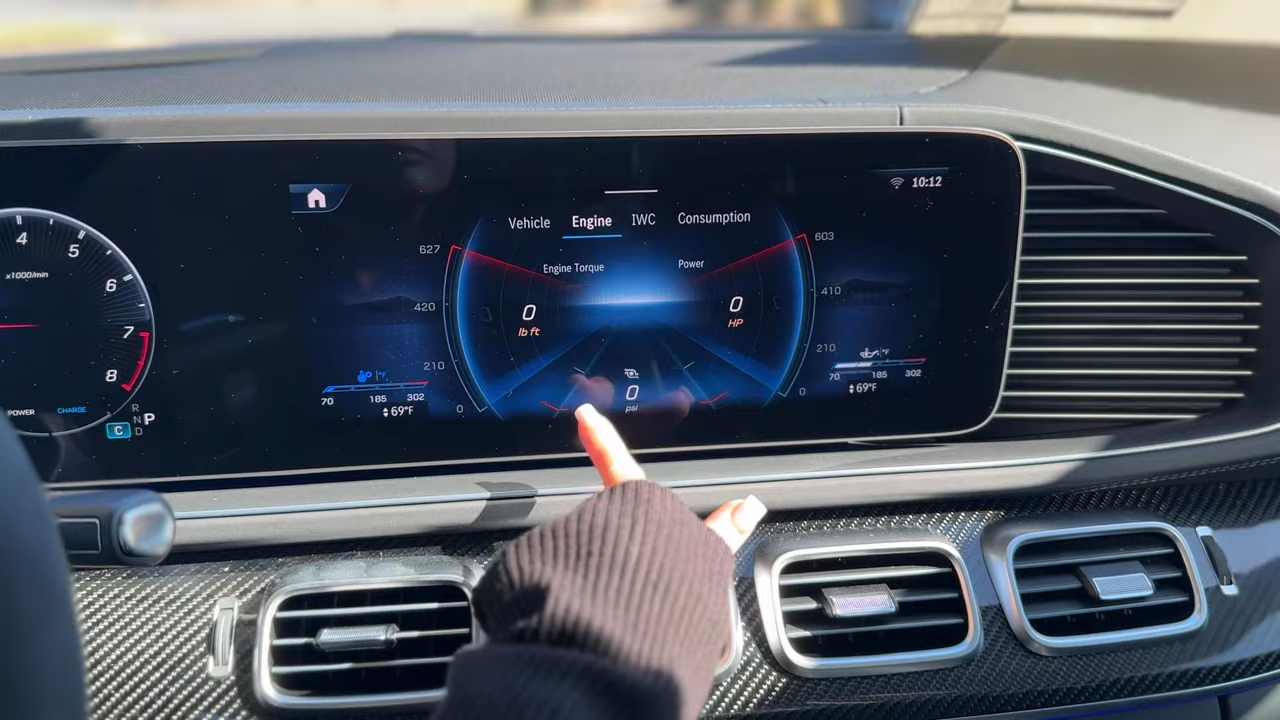 10:12
Vehicle Engine IWC Consumption
627
603
4
5
x1000/min
6
7
8
POWER
CHARGE
R
N
D
P
C
Engine Torque
Power
420
410
0
lb ft
0
HP
210
210
0
0
°F
70 185 302
69°F
0
psi
°F
70 185 302
69°F